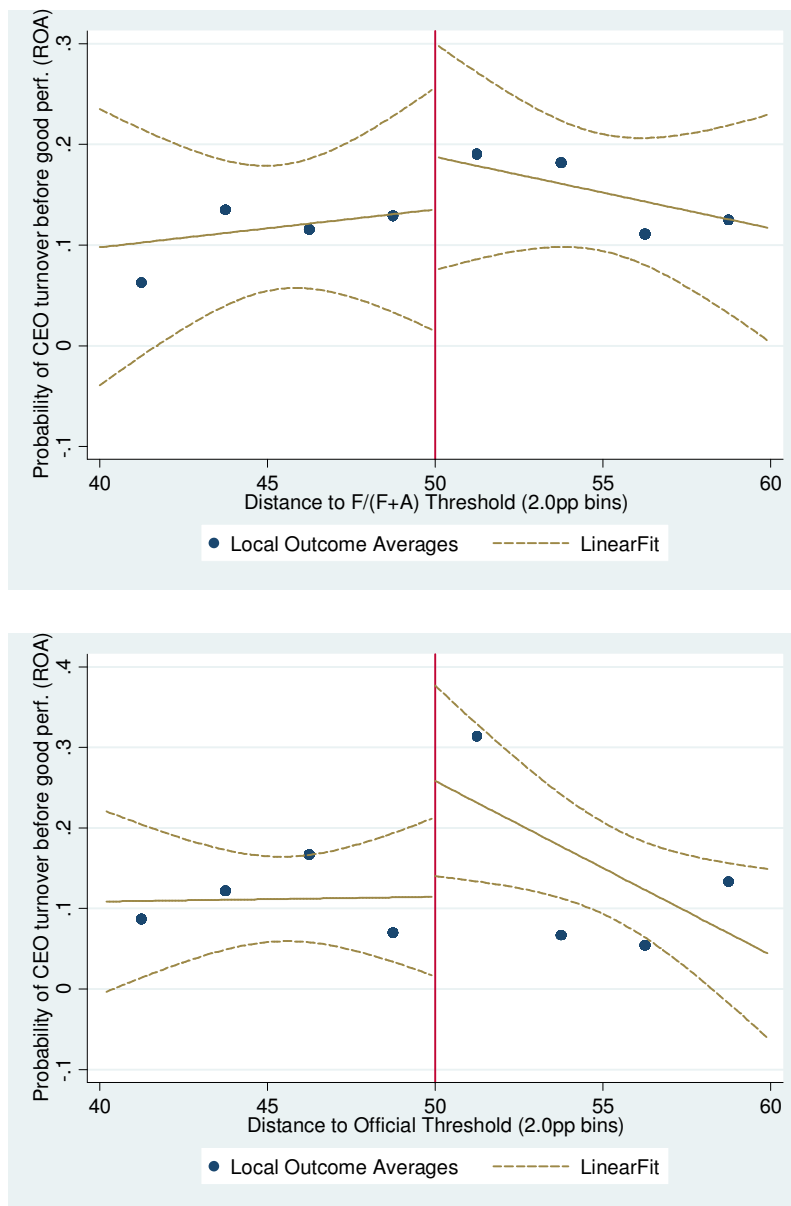 Probability of CEO turnover before good perf. (ROA)
.3
.2
.1
0
-.1
40 45 50 55 60
Distance to F/(F+A) Threshold (2.0pp bins)
Local Outcome Averages LinearFit
Probability of CEO turnover before good perf. (ROA)
.4
.3
.2
.1
0
-.1
40 45 50 55 60
Distance to Official Threshold (2.0pp bins)
Local Outcome Averages LinearFit